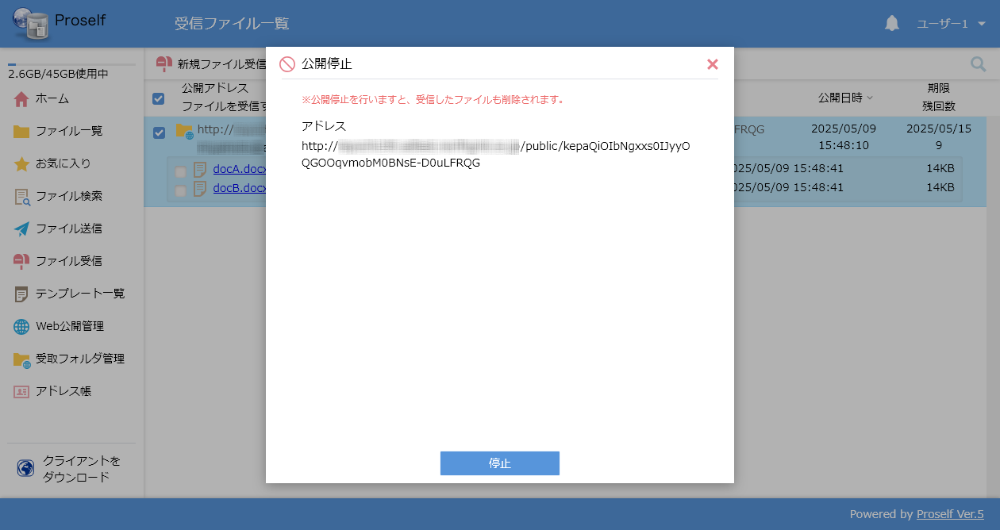 Proself
受信ファイル一覧
ユーザー1
2.6GB/45GB使用中
ホーム
ファイル一覧
お気に入り
ファイル検索
ファイル送信
ファイル受信
テンプレート一覧
Web公開管理
受取フォルダ管理
アドレス帳
クライアントを
ダウンロード
新規ファイル受信
公開アドレス
ファイルを受信す
公開日時
期限
残回数
http://
FRQG
2025/05/09
15:48:10
2025/05/15
9
docA.docx
025/05/09 15:48:41
14KB
docB.docx
025/05/09 15:48:41
14KB
公開停止
※公開停止を行いますと、受信したファイルも削除されます。
アドレス
http:// /public/kepaQiOIbNgxxs0IJyyO
QGOOqvmobM0BNsE-D0uLFRQG
停止
Powered by Proself Ver.5